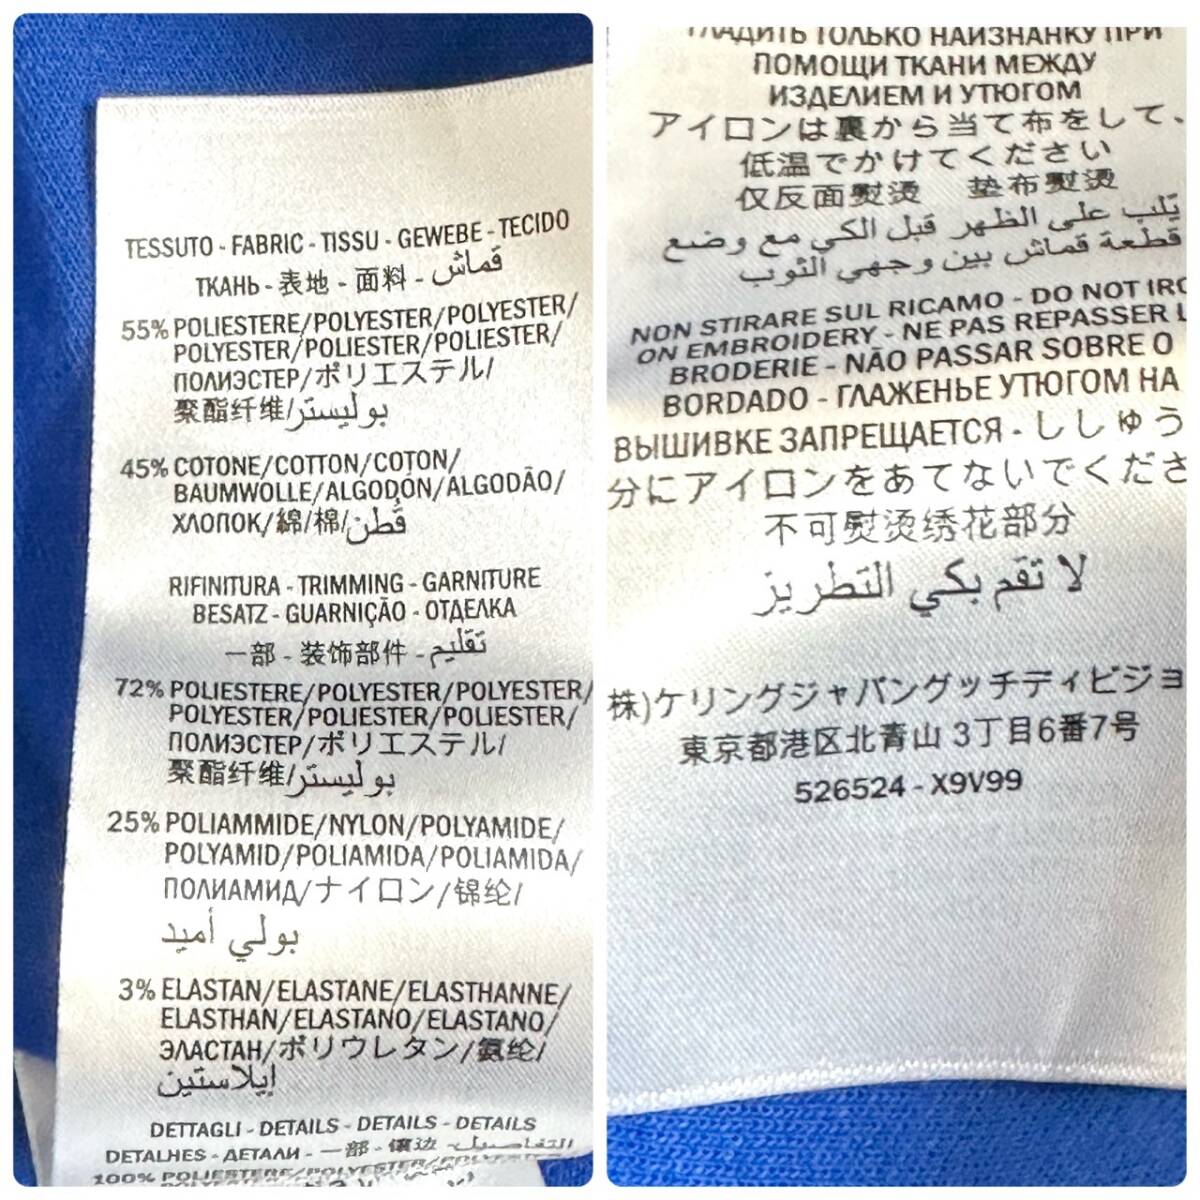 TESSUTO - FABRIC - TISSU - GEWEBE - TECIDO
ТКАНЬ - 表地 - 面料 - قماش
55% POLIESTERE/POLYESTER/POLYESTER/
POLYESTER/POLIESTER/POLIESTER/
ПОЛИЭСТЕР/ポリエステル/
聚酯纤维/بوليستر
45% COTONE/COTTON/COTON/
BAUMWOLLE/ALGODÓN/ALGODÃO/
ХЛОПОК/綿/棉/قطن
RIFINITURA - TRIMMING - GARNITURE
BESATZ - GUARNIÇÃO - ОТДЕЛКА
一部 - 装饰部件 - تقليم
72% POLIESTERE/POLYESTER/POLYESTER/
POLYESTER/POLIESTER/POLIESTER/
ПОЛИЭСТЕР/ポリエステル/
聚酯纤维/بوليستر
25% POLIAMMIDE/NYLON/POLYAMIDE/
POLYAMID/POLIAMIDA/POLIAMIDA/
ПОЛИАМИД/ナイロン/锦纶/
بولي أميد
3% ELASTAN/ELASTANE/ELASTHANNE/
ELASTHAN/ELASTANO/ELASTANO/
ЭЛАСТАН/ポリウレタン/氨纶/
إيلاستين
DETTAGLI - DETAILS - DETAILS - DETAILS
DETALHES - ДЕТАЛИ - 一部 - 镶边 - التفاصيل
100% POLIESTERE/POLYESTER/POLYESTER/
ГЛАДИТЬ ТОЛЬКО НАИЗНАНКУ ПРИ
ПОМОЩИ ТКАНИ МЕЖДУ
ИЗДЕЛИЕМ И УТЮГОМ
アイロンは裏から当て布をして、
低温でかけてください
仅反面熨烫 垫布熨烫
يقلب على الظهر قبل الكي مع وضع
قطعة قماش بين وجهي الثوب
NON STIRARE SUL RICAMO - DO NOT IRO
ON EMBROIDERY - NE PAS REPASSER L
BRODERIE - NÃO PASSAR SOBRE O
BORDADO - ГЛАЖЕНЬЕ УТЮГОМ НА
ВЫШИВКЕ ЗАПРЕЩАЕТСЯ - ししゅう
分にアイロンをあてないでくださ
不可熨烫绣花部分
لا تقم بكي التطريز
株)ケリングジャパングッチディビジョ
東京都港区北青山 3丁目6番7号
526524 - X9V99